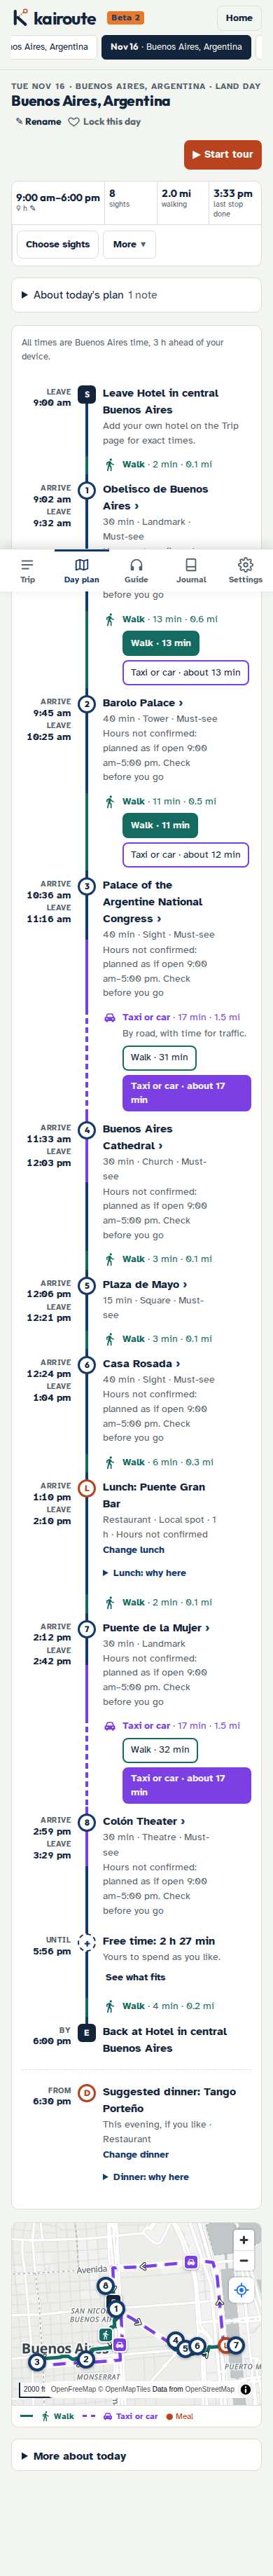 kairoute Beta 2 Home
nos Aires, Argentina Nov 16 · Buenos Aires, Argentina
TUE NOV 16 · BUENOS AIRES, ARGENTINA · LAND DAY
Buenos Aires, Argentina
✎ Rename Lock this day
▶ Start tour
9:00 am–6:00 pm
9 h ✎
8
sights
2.0 mi
walking
3:33 pm
last stop
done
Choose sights More ▾
▶ About today's plan 1 note
All times are Buenos Aires time, 3 h ahead of your
device.
LEAVE
9:00 am
S
Leave Hotel in central
Buenos Aires
Add your own hotel on the Trip
page for exact times.
Walk · 2 min · 0.1 mi
ARRIVE
9:02 am
LEAVE
9:32 am
1
Obelisco de Buenos
Aires ›
30 min · Landmark ·
Must-see
Trip Day plan Guide Journal Settings
before you go
Walk · 13 min · 0.6 mi
Walk · 13 min
Taxi or car · about 13 min
ARRIVE
9:45 am
LEAVE
10:25 am
2
Barolo Palace ›
40 min · Tower · Must-see
Hours not confirmed:
planned as if open 9:00
am–5:00 pm. Check
before you go
Walk · 11 min · 0.5 mi
Walk · 11 min
Taxi or car · about 12 min
ARRIVE
10:36 am
LEAVE
11:16 am
3
Palace of the
Argentine National
Congress ›
40 min · Sight · Must-see
Hours not confirmed:
planned as if open 9:00
am–5:00 pm. Check
before you go
Taxi or car · 17 min · 1.5 mi
By road, with time for traffic.
Walk · 31 min
Taxi or car · about 17
min
ARRIVE
11:33 am
LEAVE
12:03 pm
4
Buenos Aires
Cathedral ›
30 min · Church · Must-
see
Hours not confirmed:
planned as if open 9:00
am–5:00 pm. Check
before you go
Walk · 3 min · 0.1 mi
ARRIVE
12:06 pm
LEAVE
12:21 pm
5
Plaza de Mayo ›
15 min · Square · Must-
see
Walk · 3 min · 0.1 mi
ARRIVE
12:24 pm
LEAVE
1:04 pm
6
Casa Rosada ›
40 min · Sight · Must-see
Hours not confirmed:
planned as if open 9:00
am–5:00 pm. Check
before you go
Walk · 6 min · 0.3 mi
ARRIVE
1:10 pm
LEAVE
2:10 pm
L
Lunch: Puente Gran
Bar
Restaurant · Local spot · 1
h · Hours not confirmed
Change lunch
▶ Lunch: why here
Walk · 2 min · 0.1 mi
ARRIVE
2:12 pm
LEAVE
2:42 pm
7
Puente de la Mujer ›
30 min · Landmark
Hours not confirmed:
planned as if open 9:00
am–5:00 pm. Check
before you go
Taxi or car · 17 min · 1.5 mi
Walk · 32 min
Taxi or car · about 17
min
ARRIVE
2:59 pm
LEAVE
3:29 pm
8
Colón Theater ›
30 min · Theatre · Must-
see
Hours not confirmed:
planned as if open 9:00
am–5:00 pm. Check
before you go
UNTIL
5:56 pm
+
Free time: 2 h 27 min
Yours to spend as you like.
See what fits
Walk · 4 min · 0.2 mi
BY
6:00 pm
E
Back at Hotel in central
Buenos Aires
FROM
6:30 pm
D
Suggested dinner: Tango
Porteño
This evening, if you like ·
Restaurant
Change dinner
▶ Dinner: why here
Avenida
SAN NICO
BUENOS AIR
Buenos Ai
MONSERRAT
PUERTO M
8
1
3
2
4
5
6
7
+
−
2000 ft OpenFreeMap © OpenMapTiles Data from OpenStreetMap
Walk Taxi or car Meal
▶ More about today